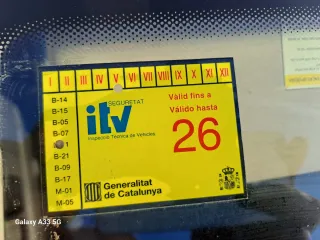 I II III IV V VI VII VIII IX X XI XII
B-14
B-15
B-05
B-07
B-21
B-09
B-17
M-01
M-05
SEGURETAT
itv
Inspecció Tècnica de Vehicles
Vàlid fins a
Válido hasta
26
Generalitat
de Catalunya
Galaxy A33 5G